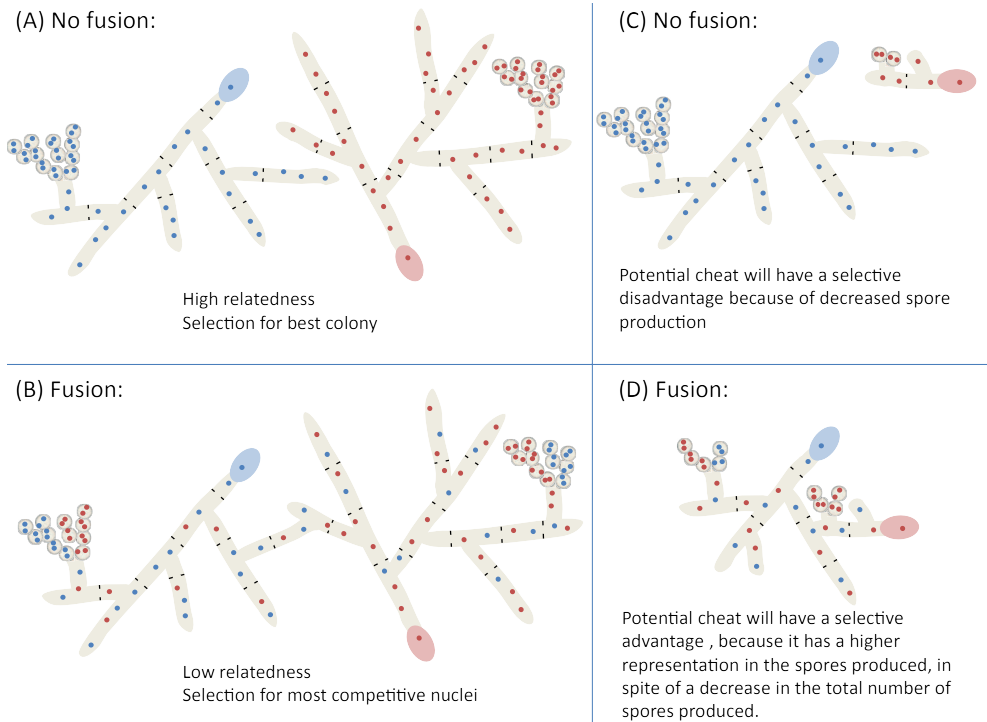 (A) No fusion:
High relatedness
Selection for best colony
(B) Fusion:
Low relatedness
Selection for most competitive nuclei
(C) No fusion:
Potential cheat will have a selective
disadvantage because of decreased spore
production
(D) Fusion:
Potential cheat will have a selective
advantage , because it has a higher
representation in the spores produced, in
spite of a decrease in the total number of
spores produced.